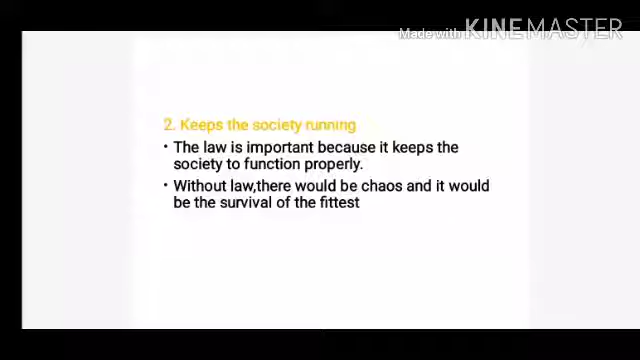 Made with KINEMASTER
2. Keeps the society running
• The law is important because it keeps the
society to function properly.
• Without law,there would be chaos and it would
be the survival of the fittest